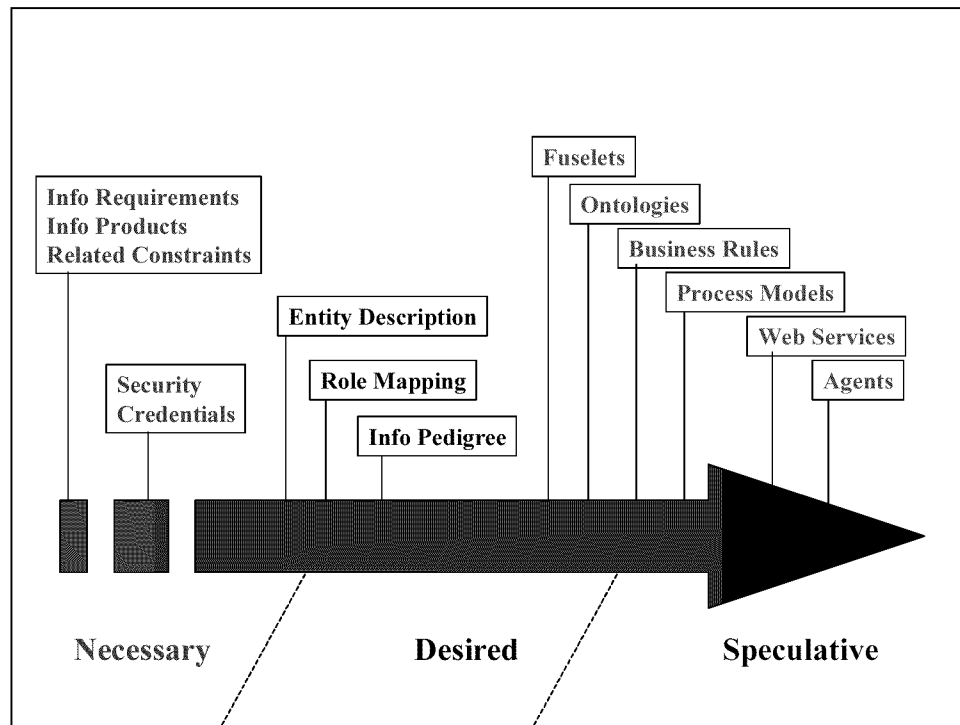 Fuselets
Info Requirements
Info Products
Related Constraints
Ontologies
Business Rules
Process Models
Entity Description
Web Services
Role Mapping
Security
Credentials
Agents
Info Pedigree
Necessary
Desired
Speculative